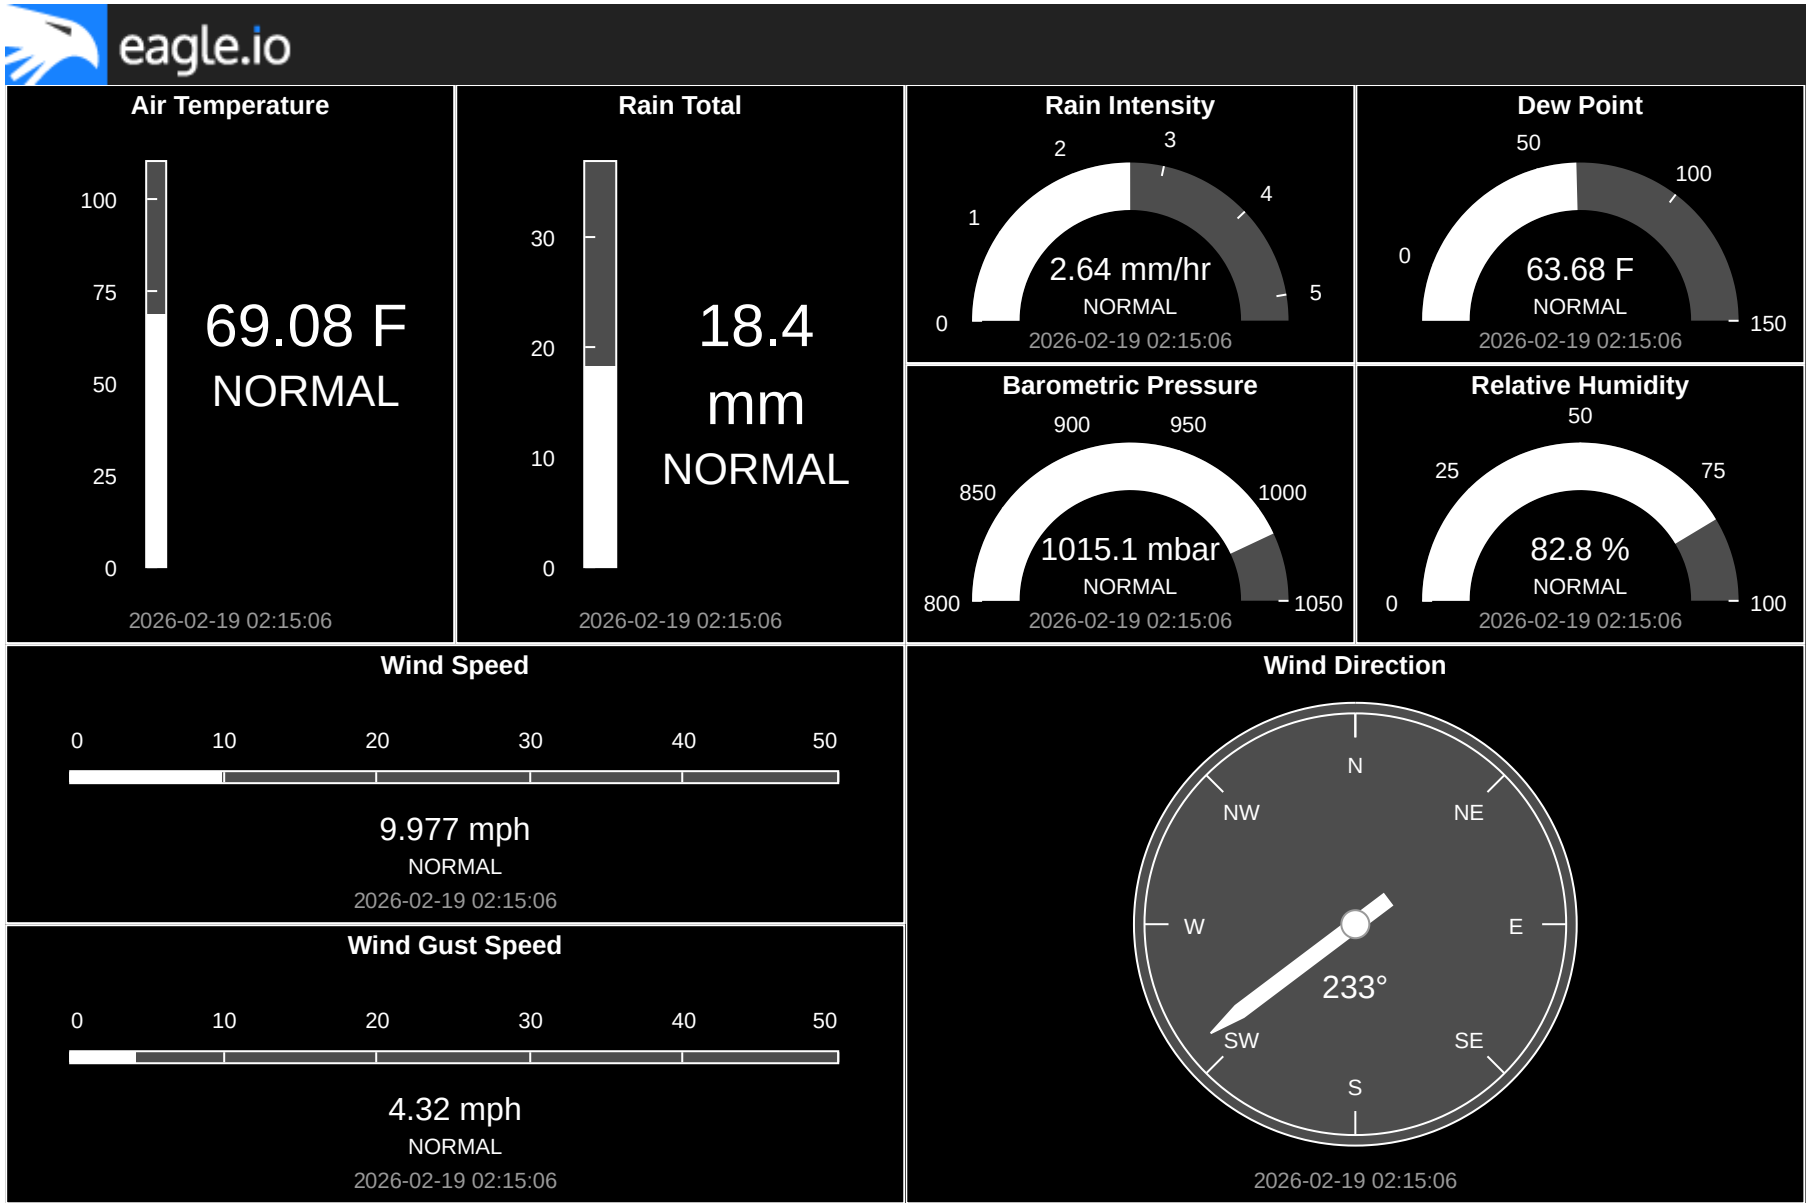 eagle.io
Air Temperature
100
75
50
25
0
69.08 F
NORMAL
2026-02-19 02:15:06
Rain Total
30
20
10
0
18.4
mm
NORMAL
2026-02-19 02:15:06
Rain Intensity
0
1
2
3
4
5
2.64 mm/hr
NORMAL
2026-02-19 02:15:06
Dew Point
0
50
100
150
63.68 F
NORMAL
2026-02-19 02:15:06
Barometric Pressure
800
850
900
950
1000
1050
1015.1 mbar
NORMAL
2026-02-19 02:15:06
Relative Humidity
0
25
50
75
100
82.8 %
NORMAL
2026-02-19 02:15:06
Wind Speed
0 10 20 30 40 50
9.977 mph
NORMAL
2026-02-19 02:15:06
Wind Gust Speed
0 10 20 30 40 50
4.32 mph
NORMAL
2026-02-19 02:15:06
Wind Direction
N
NW NE
W E
233°
SW SE
S
2026-02-19 02:15:06